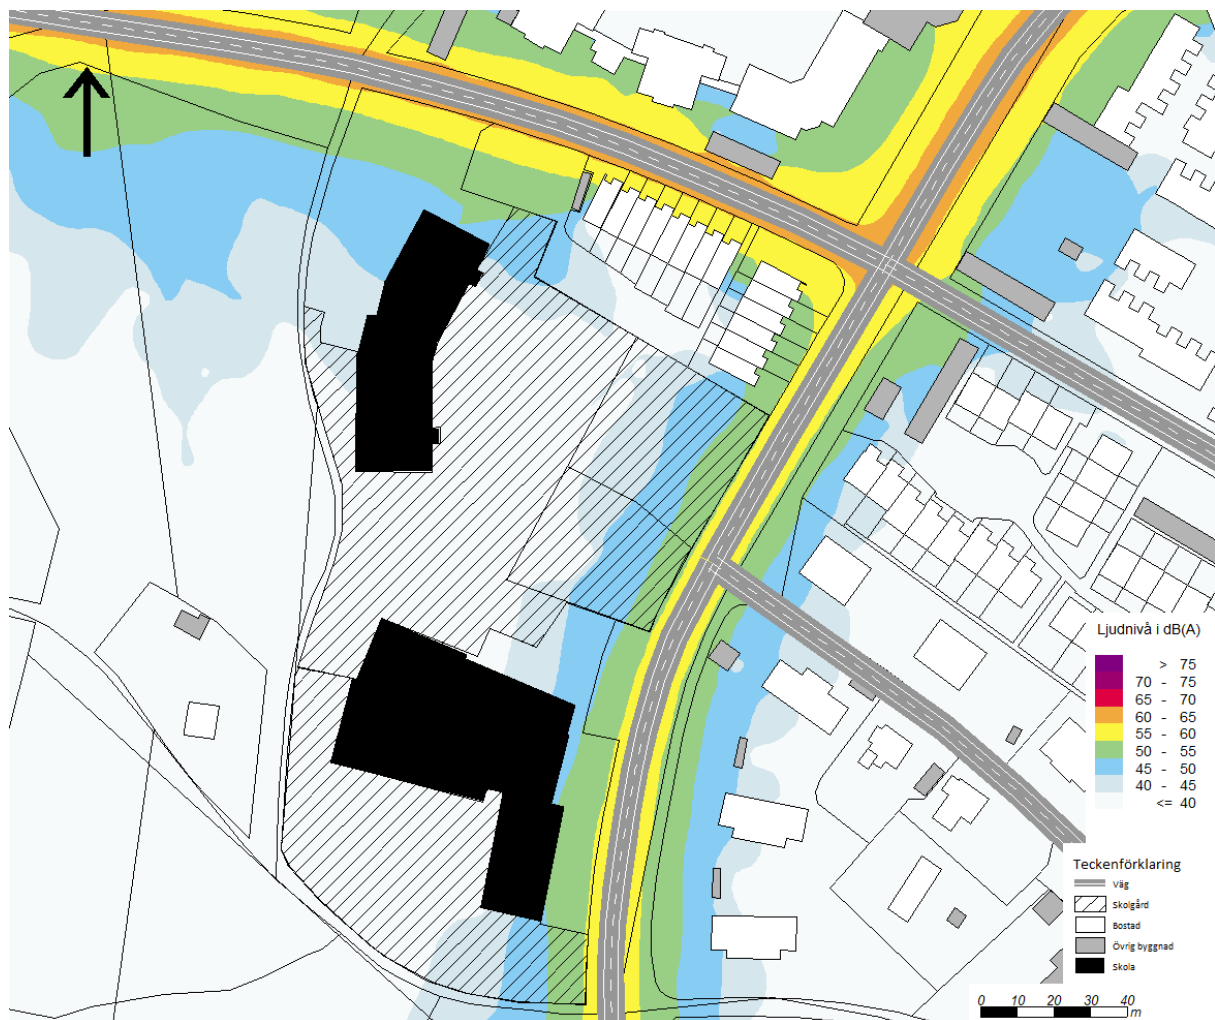 Ljudnivå i dB(A)
> 75
70 - 75
65 - 70
60 - 65
55 - 60
50 - 55
45 - 50
40 - 45
<= 40
Teckenförklaring
Väg
Skolgård
Bostad
Övrig byggnad
Skola
0 10 20 30 40
m